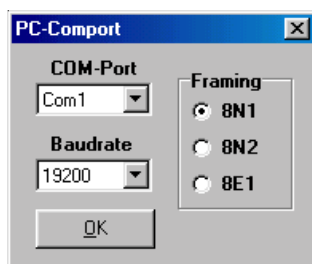 PC-Comport
COM-Port
Com1
Baudrate
19200
OK
Framing
8N1
8N2
8E1